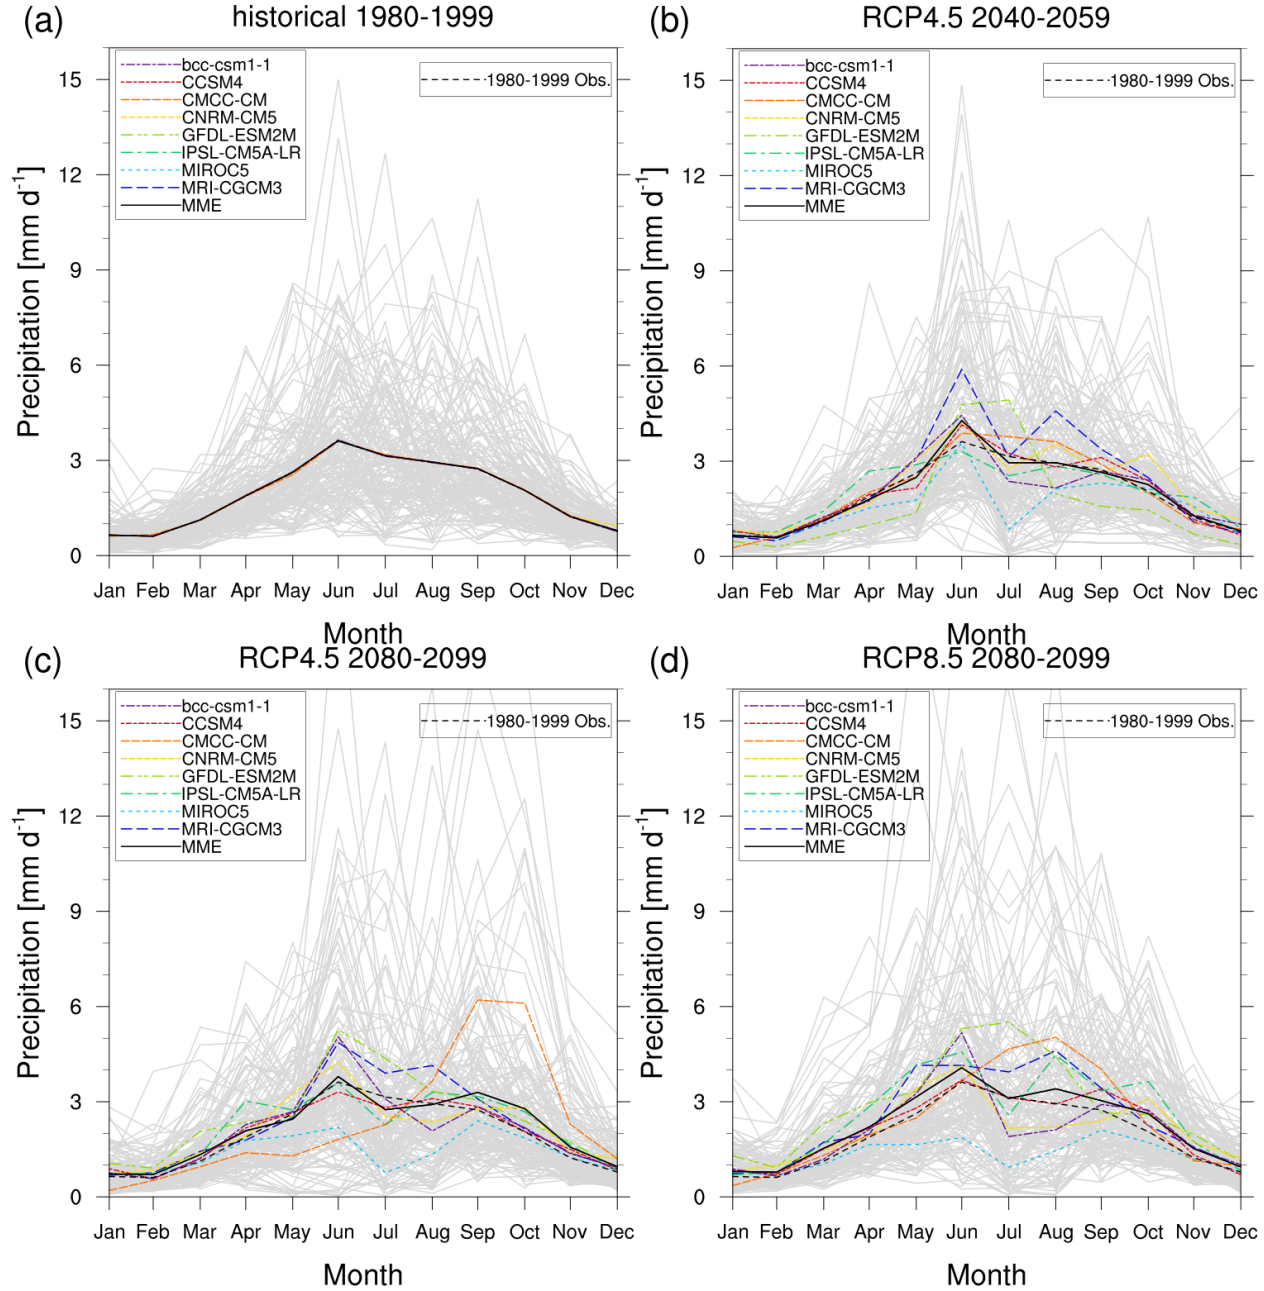 (a)
historical 1980-1999
Precipitation [mm d⁻¹]
15
12
9
6
3
0
bcc-csm1-1
CCSM4
CMCC-CM
CNRM-CM5
GFDL-ESM2M
IPSL-CM5A-LR
MIROC5
MRI-CGCM3
MME
1980-1999 Obs.
Jan Feb Mar Apr May Jun Jul Aug Sep Oct Nov Dec
Month
(b)
RCP4.5 2040-2059
Precipitation [mm d⁻¹]
15
12
9
6
3
0
bcc-csm1-1
CCSM4
CMCC-CM
CNRM-CM5
GFDL-ESM2M
IPSL-CM5A-LR
MIROC5
MRI-CGCM3
MME
1980-1999 Obs.
Jan Feb Mar Apr May Jun Jul Aug Sep Oct Nov Dec
Month
(c)
RCP4.5 2080-2099
Precipitation [mm d⁻¹]
15
12
9
6
3
0
bcc-csm1-1
CCSM4
CMCC-CM
CNRM-CM5
GFDL-ESM2M
IPSL-CM5A-LR
MIROC5
MRI-CGCM3
MME
1980-1999 Obs.
Jan Feb Mar Apr May Jun Jul Aug Sep Oct Nov Dec
Month
(d)
RCP8.5 2080-2099
Precipitation [mm d⁻¹]
15
12
9
6
3
0
bcc-csm1-1
CCSM4
CMCC-CM
CNRM-CM5
GFDL-ESM2M
IPSL-CM5A-LR
MIROC5
MRI-CGCM3
MME
1980-1999 Obs.
Jan Feb Mar Apr May Jun Jul Aug Sep Oct Nov Dec
Month